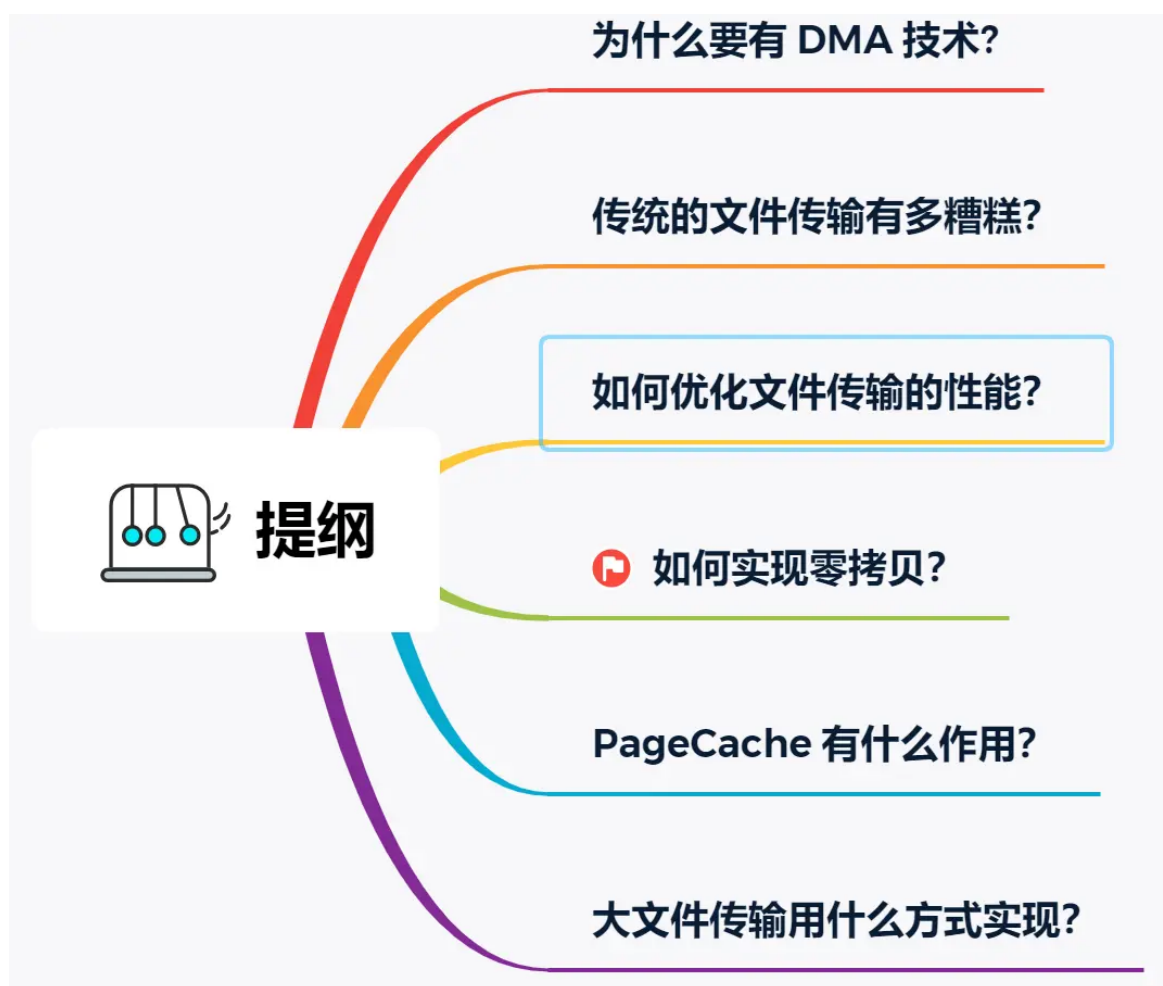 为什么要有 DMA 技术？
传统的文件传输有多糟糕？
如何优化文件传输的性能？
提纲
如何实现零拷贝？
PageCache 有什么作用？
大文件传输用什么方式实现？